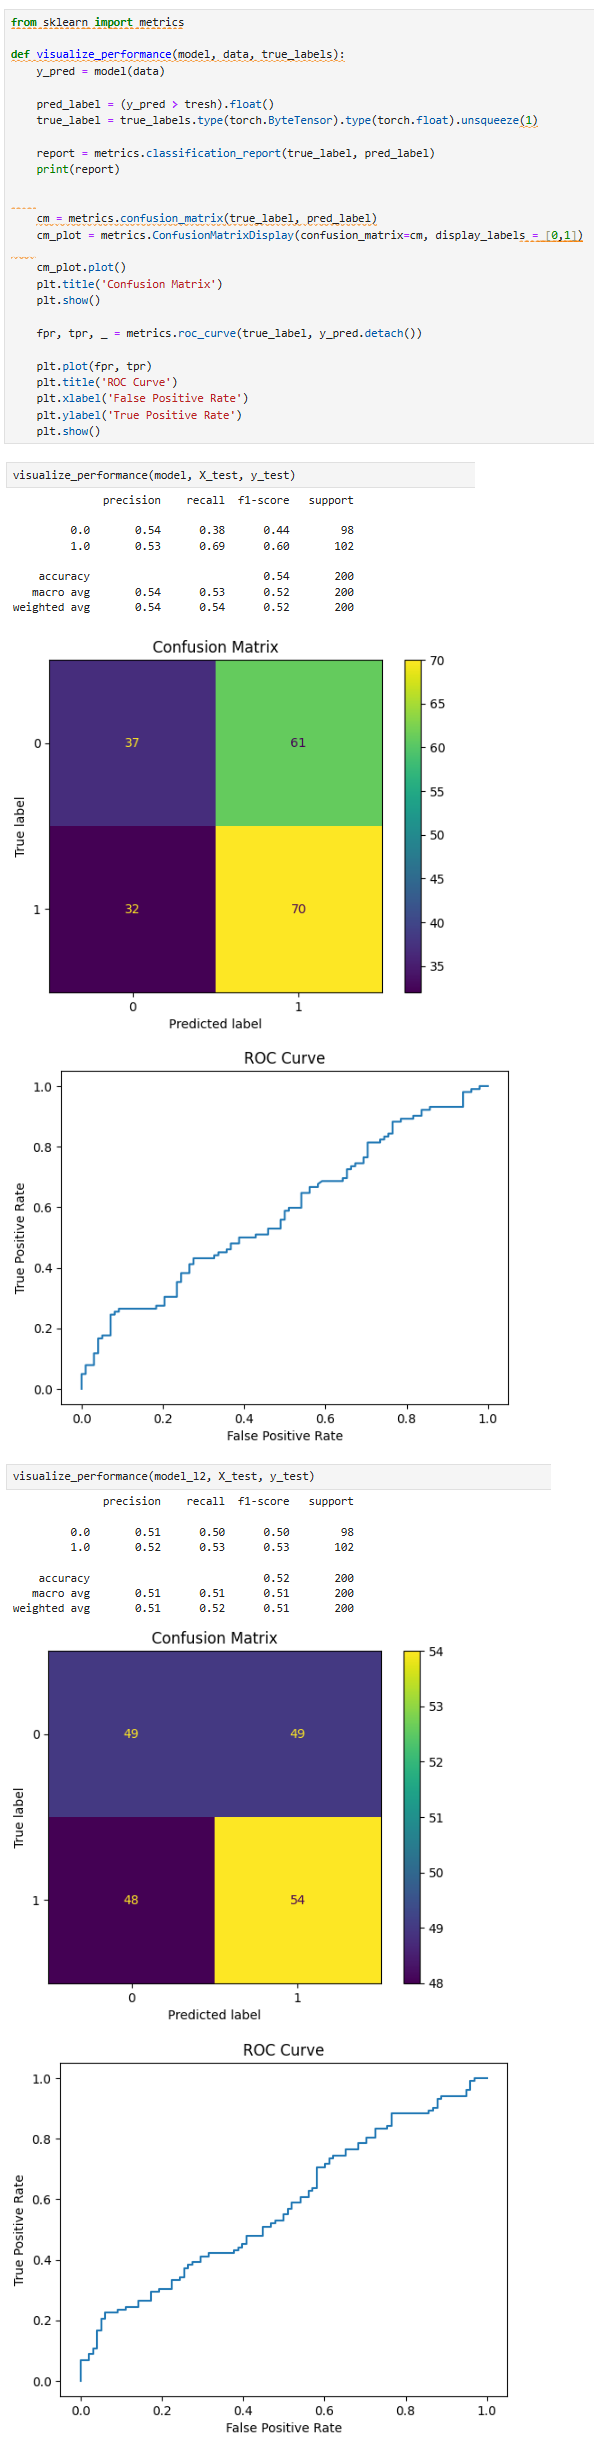 from sklearn import metrics
def visualize_performance(model, data, true_labels):
y_pred = model(data)
pred_label = (y_pred > tresh).float()
true_label = true_labels.type(torch.ByteTensor).type(torch.float).unsqueeze(1)
report = metrics.classification_report(true_label, pred_label)
print(report)
cm = metrics.confusion_matrix(true_label, pred_label)
cm_plot = metrics.ConfusionMatrixDisplay(confusion_matrix=cm, display_labels = [0,1])
cm_plot.plot()
plt.title('Confusion Matrix')
plt.show()
fpr, tpr, _ = metrics.roc_curve(true_label, y_pred.detach())
plt.plot(fpr, tpr)
plt.title('ROC Curve')
plt.xlabel('False Positive Rate')
plt.ylabel('True Positive Rate')
plt.show()
visualize_performance(model, X_test, y_test)
precision recall f1-score support
0.0 0.54 0.38 0.44 98
1.0 0.53 0.69 0.60 102
accuracy 0.54 200
macro avg 0.54 0.53 0.52 200
weighted avg 0.54 0.54 0.52 200
Confusion Matrix
70
65
60
55
50
45
40
35
True label
0
37 61
1
32 70
0 1
Predicted label
ROC Curve
True Positive Rate
1.0
0.8
0.6
0.4
0.2
0.0
0.0 0.2 0.4 0.6 0.8 1.0
False Positive Rate
visualize_performance(model_l2, X_test, y_test)
precision recall f1-score support
0.0 0.51 0.50 0.50 98
1.0 0.52 0.53 0.53 102
accuracy 0.52 200
macro avg 0.51 0.51 0.51 200
weighted avg 0.51 0.52 0.51 200
Confusion Matrix
54
53
52
51
50
49
48
True label
0
49 49
1
48 54
0 1
Predicted label
ROC Curve
True Positive Rate
1.0
0.8
0.6
0.4
0.2
0.0
0.0 0.2 0.4 0.6 0.8 1.0
False Positive Rate